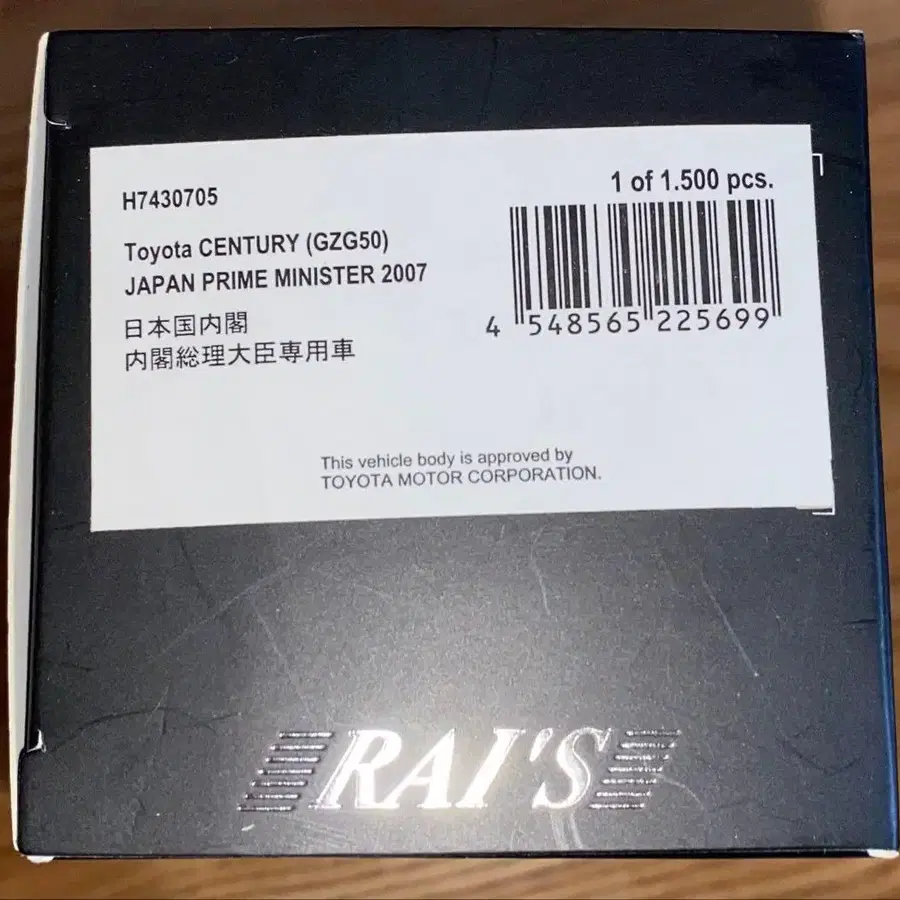 H7430705
1 of 1.500 pcs.
Toyota CENTURY (GZG50)
JAPAN PRIME MINISTER 2007
日本国内閣
内閣総理大臣専用車
4 548565 225699
This vehicle body is approved by
TOYOTA MOTOR CORPORATION.
RAI'S